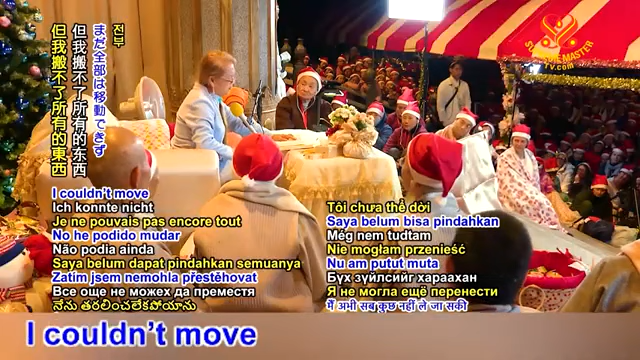 SUPREME MASTER
TV.com
전부
まだ全部は移動できず
但我搬不了所有的东西
但我搬不了所有的東西
I couldn't move
Ich konnte nicht
Je ne pouvais pas encore tout
No he podido mudar
Não podia ainda
Saya belum dapat pindahkan semuanya
Zatím jsem nemohla přestěhovat
Все още не можех да преместя
నేను తరలించలేకపోయాను
Tôi chưa thể dời
Saya belum bisa pindahkan
Még nem tudtam
Nie mogłam przenieść
Nu am putut muta
Бүх зүйлсийг хараахан
Я не могла ещё перенести
मैं अभी सब कुछ नहीं ले जा सकी
I couldn't move